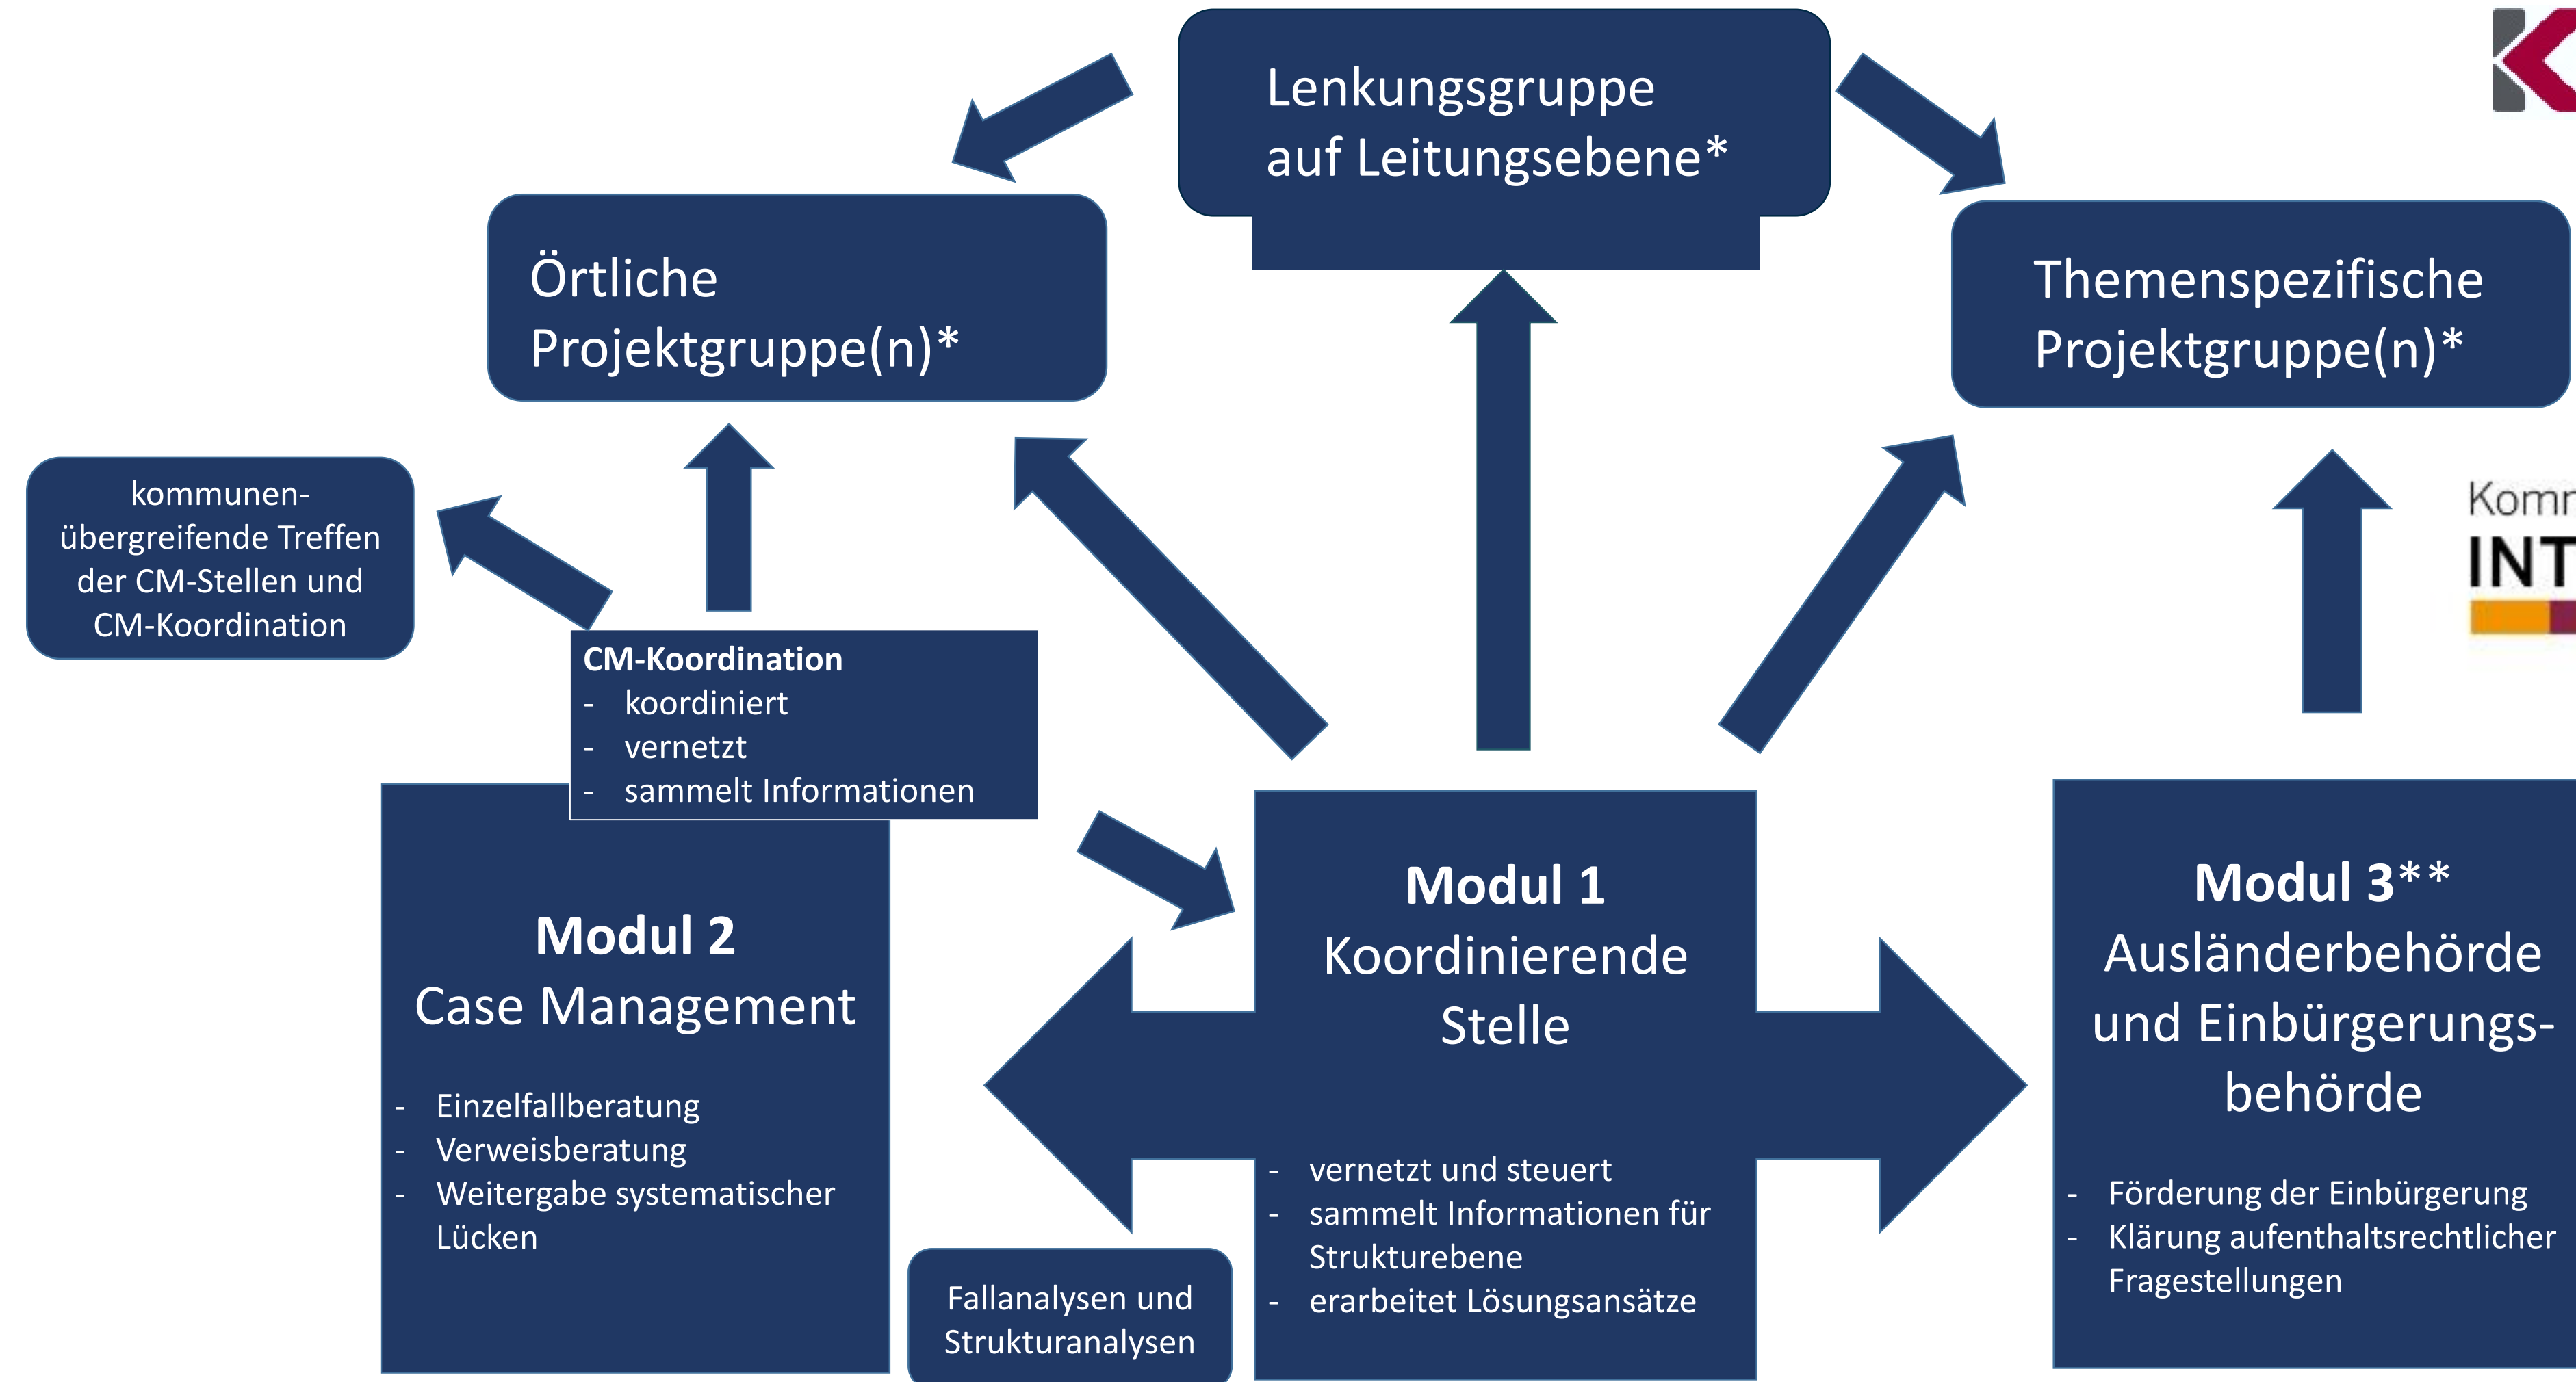 Lenkungsgruppe
auf Leitungsebene*
Örtliche
Projektgruppe(n)*
Themenspezifische
Projektgruppe(n)*
kommunen-
übergreifende Treffen
der CM-Stellen und
CM-Koordination
CM-Koordination
- koordiniert
- vernetzt
- sammelt Informationen
Modul 2
Case Management
- Einzelfallberatung
- Verweisberatung
- Weitergabe systematischer
Lücken
Fallanalysen und
Strukturanalysen
Modul 1
Koordinierende
Stelle
- vernetzt und steuert
- sammelt Informationen für
Strukturebene
- erarbeitet Lösungsansätze
Modul 3**
Ausländerbehörde
und Einbürgerungs-
behörde
- Förderung der Einbürgerung
- Klärung aufenthaltsrechtlicher
Fragestellungen